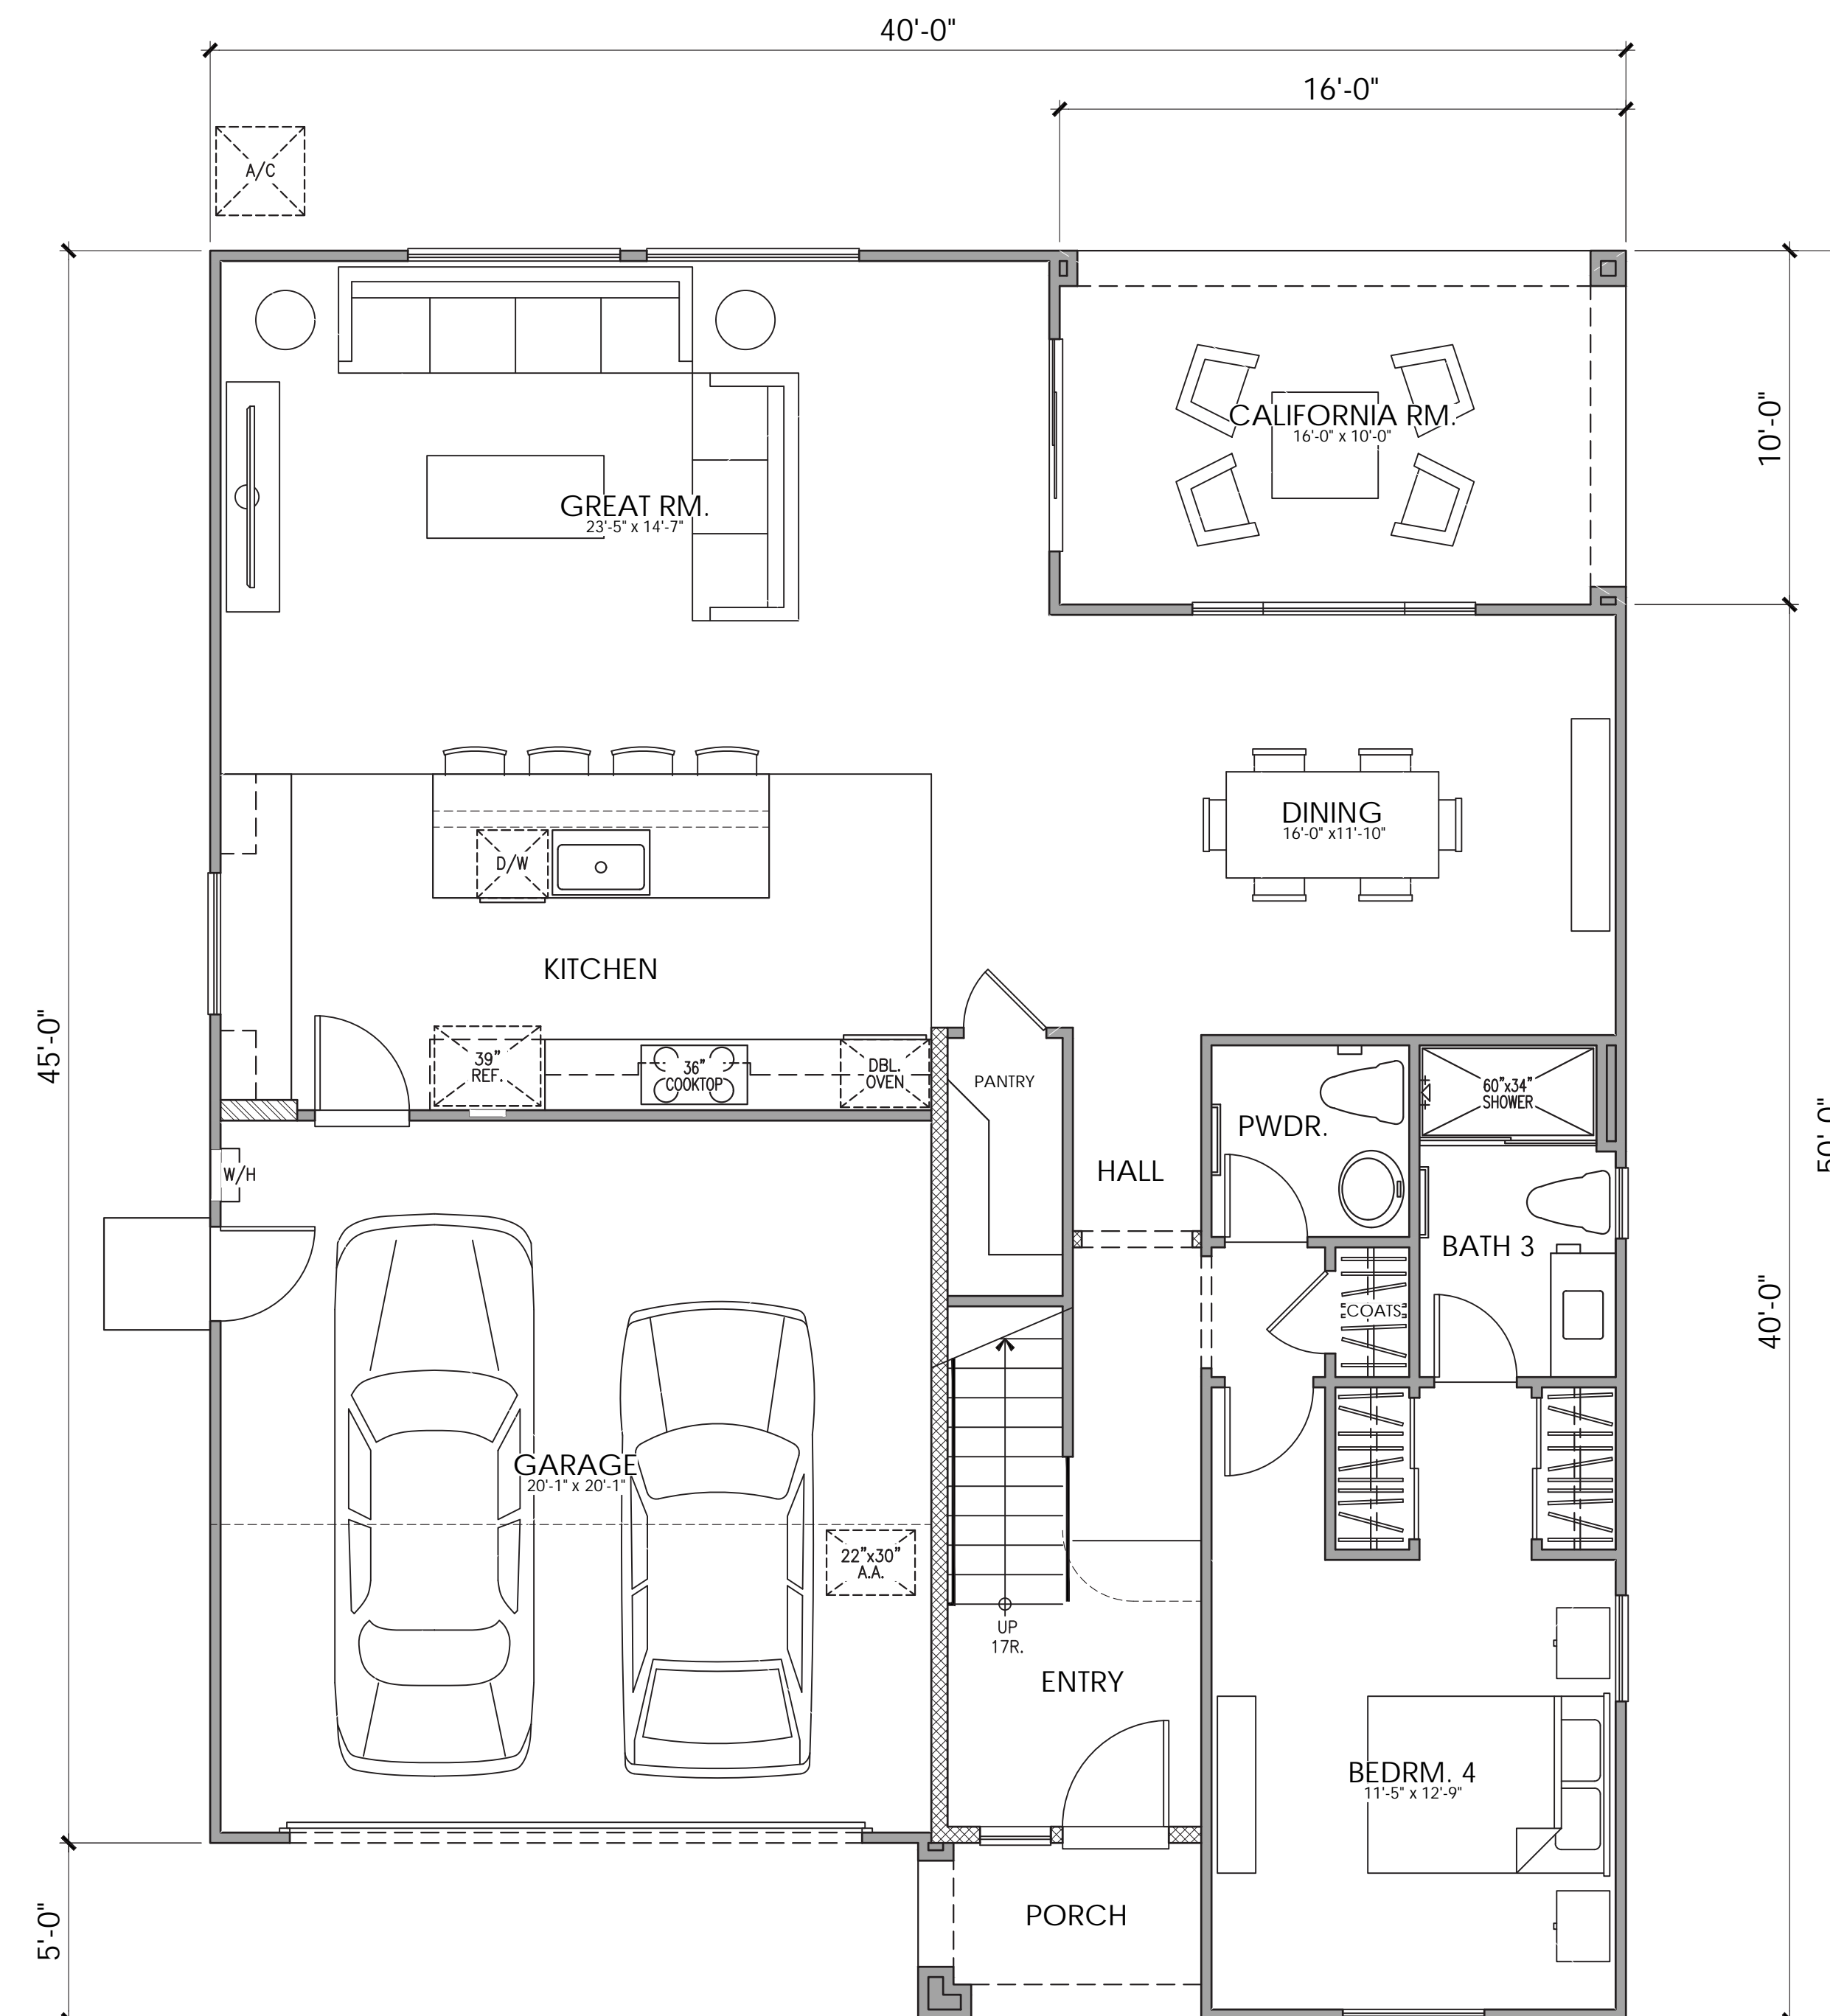 40'-0"
16'-0"
A/C
CALIFORNIA RM.
16'-0" x 10'-0"
10'-0"
GREAT RM.
23'-5" x 14'-7"
DINING
16'-0" x11'-10"
D/W
KITCHEN
45'-0"
39"
REF.
36"
COOKTOP
DBL.
OVEN
PANTRY
60"x34"
SHOWER
PWDR.
50'-0"
W/H
HALL
BATH 3
COATS
40'-0"
GARAGE
20'-1" x 20'-1"
22"x30"
A.A.
UP
17R.
ENTRY
BEDRM. 4
11'-5" x 12'-9"
PORCH
5'-0"